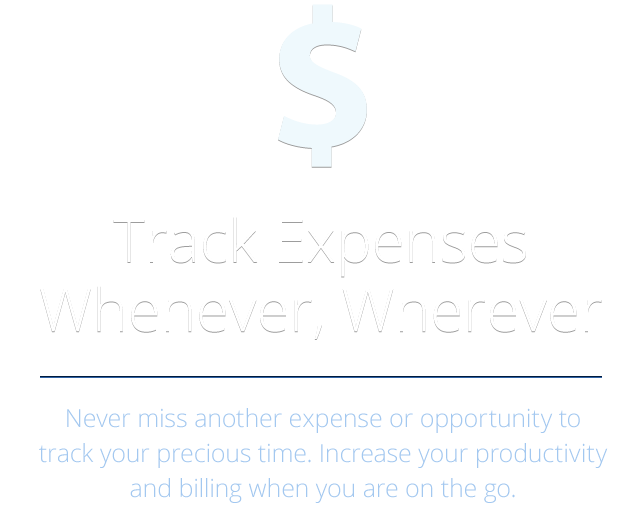 $
Track Expenses
Whenever, Wherever
Never miss another expense or opportunity to
track your precious time. Increase your productivity
and billing when you are on the go.